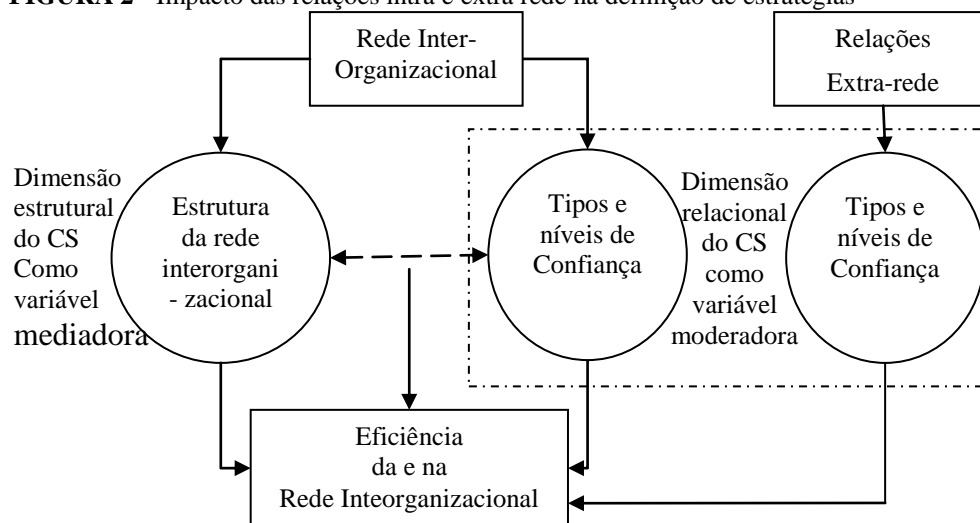 FIGURA 2 - Impacto das relações intra e extra rede na definição de estratégias
Rede Inter-
Organizacional
Relações
Extra-rede
Dimensão
estrutural
do CS
Como
variável
mediadora
Estrutura
da rede
interorgani
- zacional
Tipos e
níveis de
Confiança
Dimensão
relacional
do CS
como
variável
moderadora
Tipos e
níveis de
Confiança
Eficiência
da e na
Rede Inteorganizacional